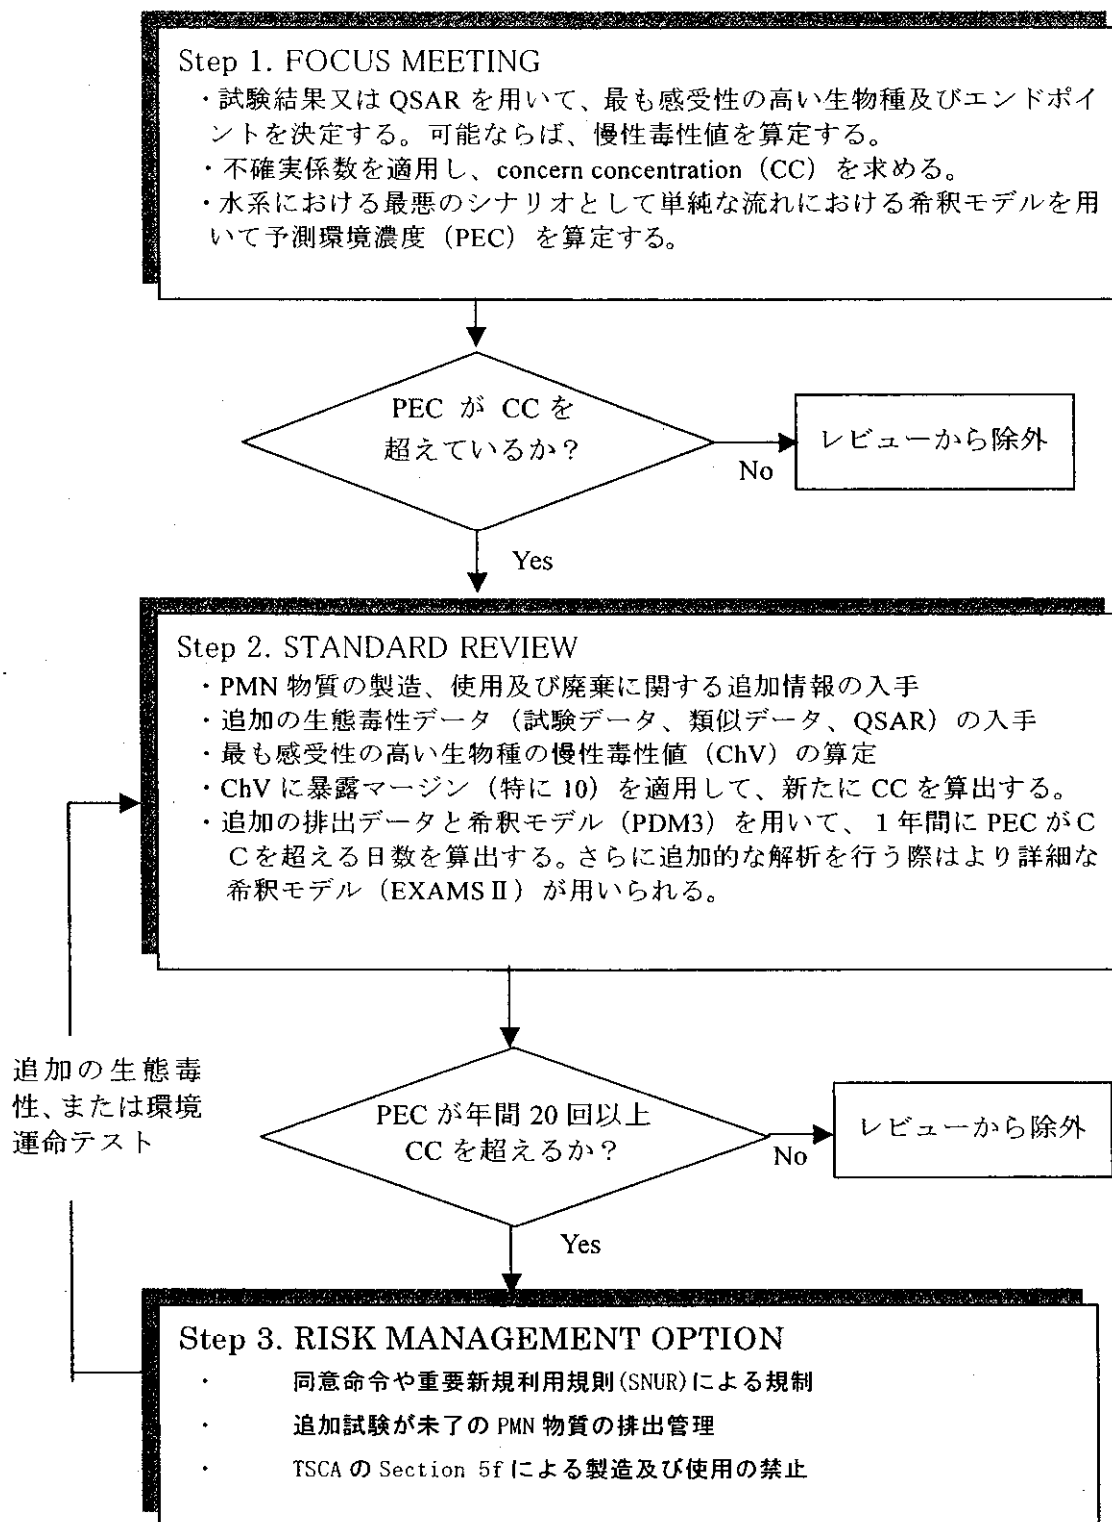 Step 1. FOCUS MEETING
・試験結果又は QSAR を用いて、最も感受性の高い生物種及びエンドポイ
ントを決定する。可能ならば、慢性毒性値を算定する。
・不確実係数を適用し、concern concentration（CC）を求める。
・水系における最悪のシナリオとして単純な流れにおける希釈モデルを用
いて予測環境濃度（PEC）を算定する。
PEC が CC を
超えているか？
No
レビューから除外
Yes
Step 2. STANDARD REVIEW
・PMN 物質の製造、使用及び廃棄に関する追加情報の入手
・追加の生態毒性データ（試験データ、類似データ、QSAR）の入手
・最も感受性の高い生物種の慢性毒性値（ChV）の算定
・ChV に暴露マージン（特に 10）を適用して、新たに CC を算出する。
・追加の排出データと希釈モデル（PDM3）を用いて、１年間に PEC がＣ
Ｃを超える日数を算出する。さらに追加的な解析を行う際はより詳細な
希釈モデル（EXAMSⅡ）が用いられる。
追加の生態毒
性、または環境
運命テスト
PEC が年間 20 回以上
CC を超えるか？
No
レビューから除外
Yes
Step 3. RISK MANAGEMENT OPTION
・ 同意命令や重要新規利用規則(SNUR)による規制
・ 追加試験が未了の PMN 物質の排出管理
・ TSCA の Section 5f による製造及び使用の禁止